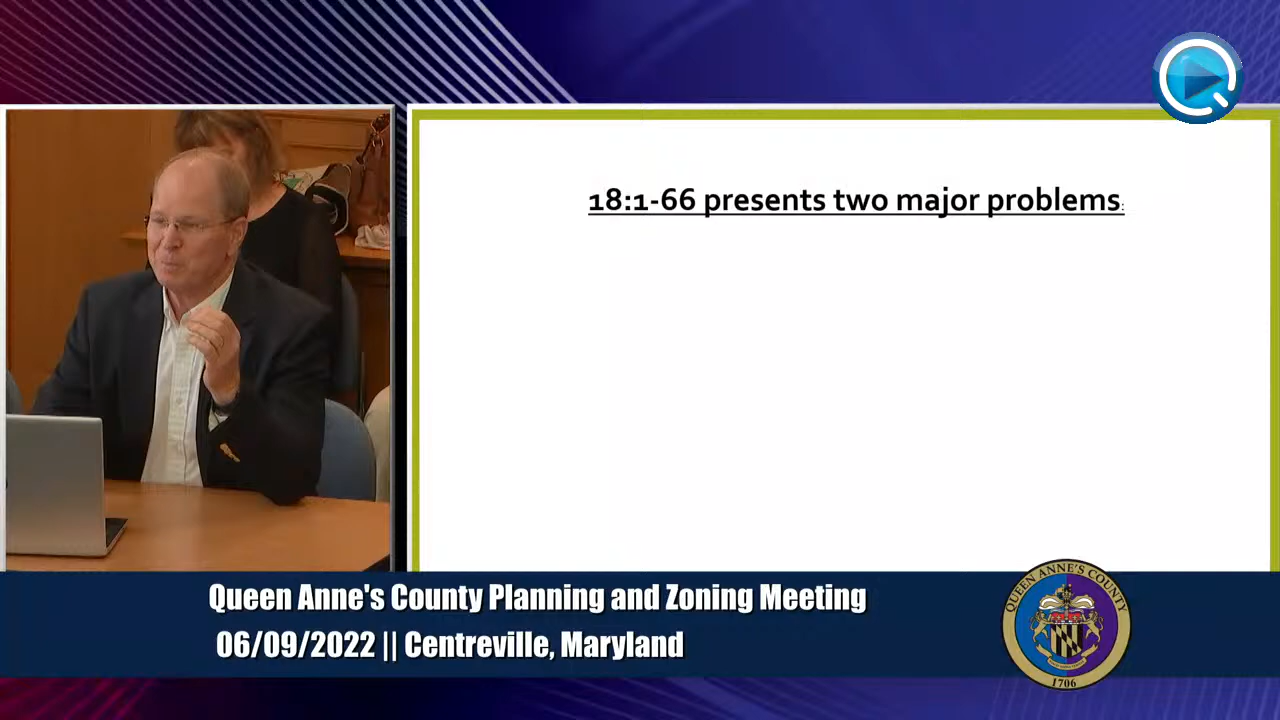 18:1-66 presents two major problems:
Queen Anne's County Planning and Zoning Meeting
06/09/2022 || Centreville, Maryland
QUEEN ANNE'S COUNTY
1706